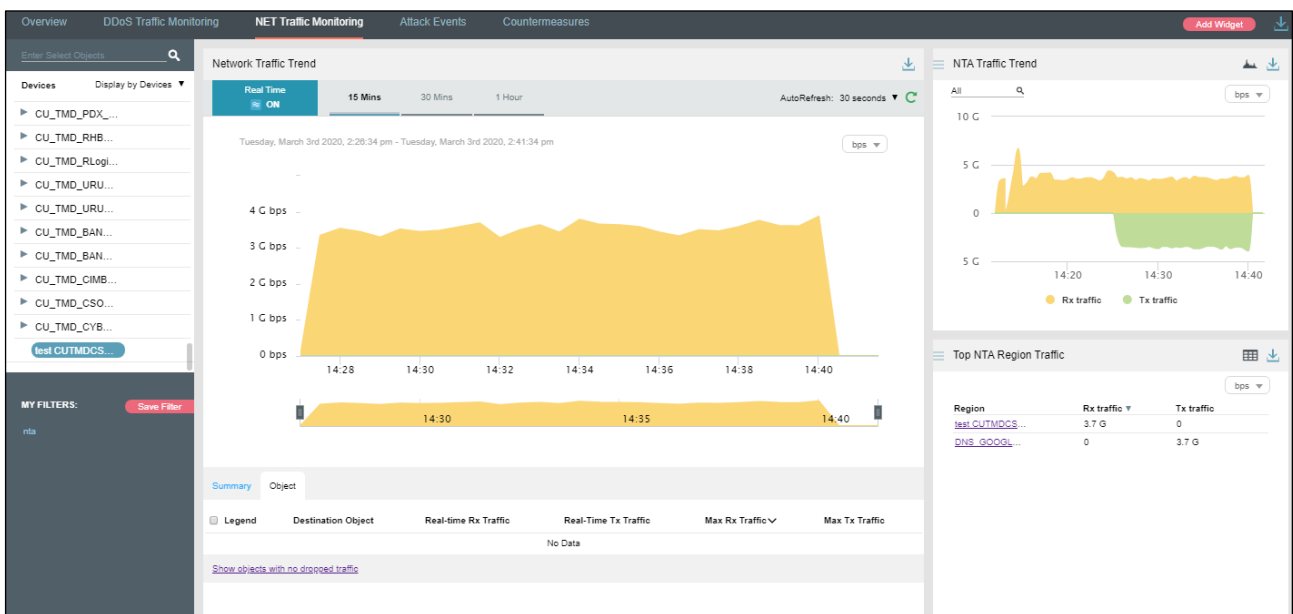 Overview DDoS Traffic Monitoring NET Traffic Monitoring Attack Events Countermeasures Add Widget
Enter Select Objects
Devices Display by Devices ▼
CU_TMD_PDX_...
CU_TMD_RHB...
CU_TMD_RLogi...
CU_TMD_URU...
CU_TMD_URU...
CU_TMD_BAN...
CU_TMD_BAN...
CU_TMD_CIMB...
CU_TMD_CSO...
CU_TMD_CYB...
test CUTMDCS...
MY FILTERS: Save Filter
nta
Network Traffic Trend
Real Time
ON
15 Mins 30 Mins 1 Hour AutoRefresh: 30 seconds ▼
Tuesday, March 3rd 2020, 2:26:34 pm - Tuesday, March 3rd 2020, 2:41:34 pm bps
4 G bps
3 G bps
2 G bps
1 G bps
0 bps
14:28 14:30 14:32 14:34 14:36 14:38 14:40
14:30 14:35 14:40
Summary Object
Legend Destination Object Real-time Rx Traffic Real-Time Tx Traffic Max Rx Traffic Max Tx Traffic
No Data
Show objects with no dropped traffic
NTA Traffic Trend
All bps
10 G
5 G
0
5 G
14:20 14:30 14:40
Rx traffic Tx traffic
Top NTA Region Traffic
bps
Region Rx traffic ▼ Tx traffic
test CUTMDCS... 3.7 G 0
DNS_GOOGL... 0 3.7 G